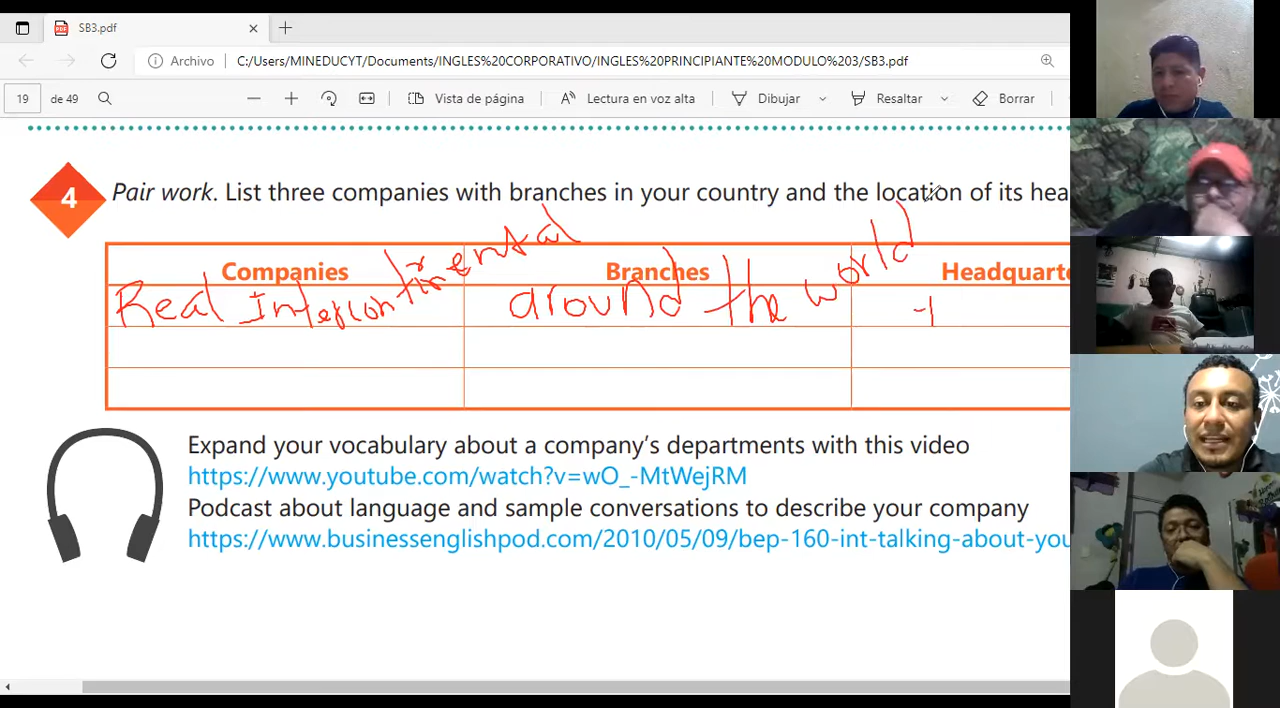 SB3.pdf
Archivo
C:/Users/MINEDUCYT/Documents/INGLES%20CORPORATIVO/INGLES%20PRINCIPIANTE%20MODULO%203/SB3.pdf
19 de 49
Vista de página
Lectura en voz alta
Dibujar
Resaltar
Borrar
4
Pair work. List three companies with branches in your country and the location of its hea
Companies Branches Headquarte
Real Intercontinental around the world
Expand your vocabulary about a company's departments with this video
https://www.youtube.com/watch?v=wO_-MtWejRM
Podcast about language and sample conversations to describe your company
https://www.businessenglishpod.com/2010/05/09/bep-160-int-talking-about-you